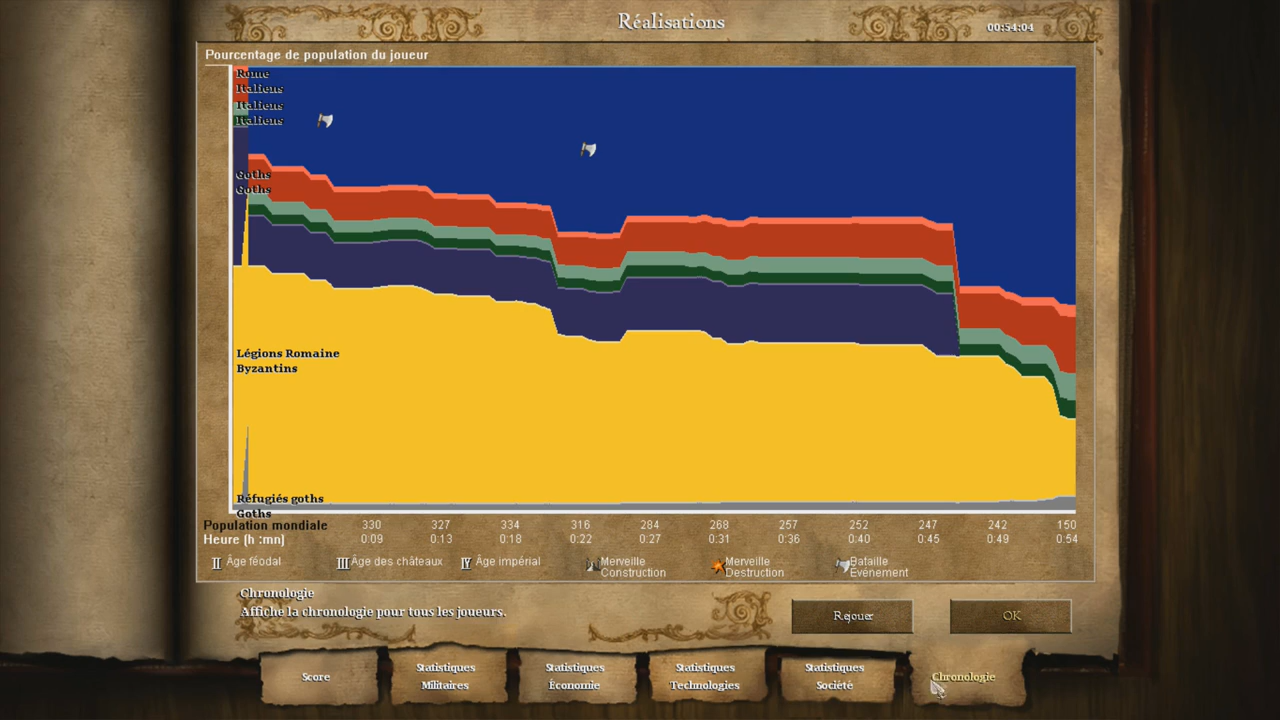 Réalisations
00:54:04
Pourcentage de population du joueur
Rome
Italiens
Italiens
Italiens
Goths
Goths
Légions Romaine
Byzantins
Réfugiés goths
Goths
Population mondiale 330 327 334 316 284 268 257 252 247 242 150
Heure (h :mn) 0:09 0:13 0:18 0:22 0:27 0:31 0:36 0:40 0:45 0:49 0:54
II Âge féodal III Âge des châteaux IV Âge impérial Merveille Construction Merveille Destruction Bataille Evénement
Chronologie
Affiche la chronologie pour tous les joueurs.
Rejouer
OK
Score
Statistiques Militaires
Statistiques Économie
Statistiques Technologies
Statistiques Société
Chronologie